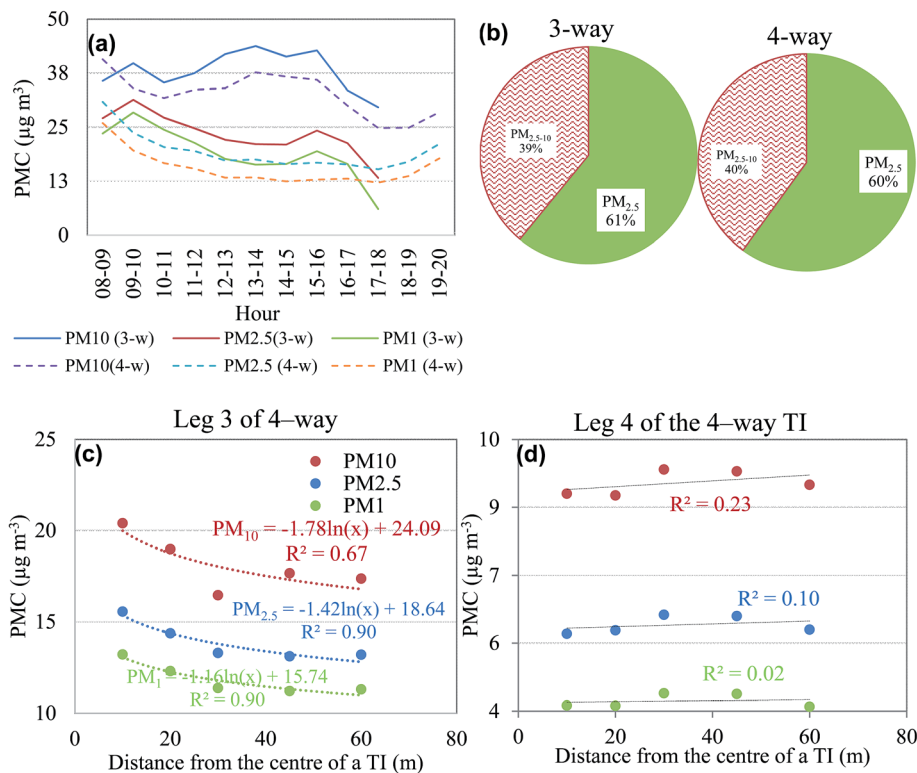 (a)
50
38
25
13
0
PMC (µg m³)
08-09
09-10
10-11
11-12
12-13
13-14
14-15
15-16
16-17
17-18
18-19
19-20
Hour
PM10 (3-w)
PM2.5(3-w)
PM1 (3-w)
PM10(4-w)
PM2.5 (4-w)
PM1 (4-w)
(b)
3-way
4-way
PM2.5-10
39%
PM2.5
61%
PM2.5-10
40%
PM2.5
60%
Leg 3 of 4–way
(c)
25
20
15
10
PMC (µg m-3)
PM10
PM2.5
PM1
PM10 = -1.78ln(x) + 24.09
R² = 0.67
PM2.5 = -1.42ln(x) + 18.64
R² = 0.90
PM1 = -1.16ln(x) + 15.74
R² = 0.90
0
20
40
60
80
Distance from the centre of a TI (m)
Leg 4 of the 4–way TI
(d)
10
9
7
6
4
PMC (µg m-3)
R² = 0.23
R² = 0.10
R² = 0.02
0
20
40
60
80
Distance from the centre of a TI (m)